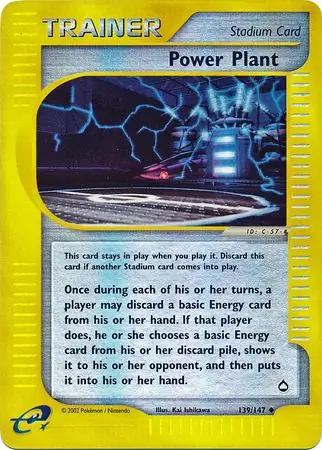 TRAINER
Stadium Card
Power Plant
ID: C-57-#
This card stays in play when you play it. Discard this
card if another Stadium card comes into play.
Once during each of his or her turns, a
player may discard a basic Energy card
from his or her hand. If that player
does, he or she chooses a basic Energy
card from his or her discard pile, shows
it to his or her opponent, and then puts
it into his or her hand.
e
© 2002 Pokémon / Nintendo
Illus. Kai Ishikawa
139/147 ◆